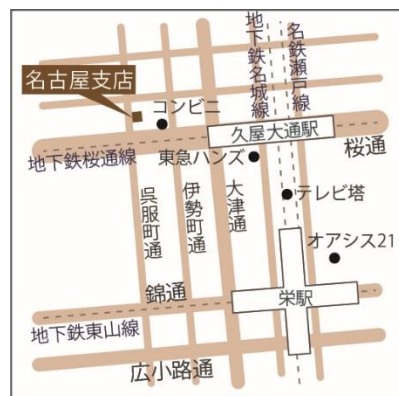 地下鉄名城線
名鉄瀬戸線
名古屋支店
コンビニ
久屋大通駅
桜通
地下鉄桜通線
東急ハンズ
呉服町通
伊勢町通
大津通
テレビ塔
オアシス21
錦通
栄駅
地下鉄東山線
広小路通